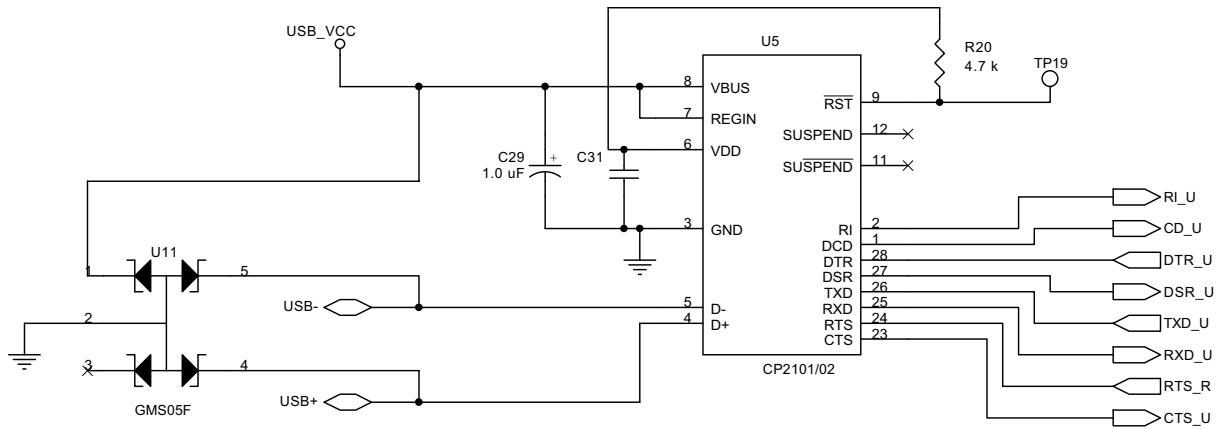 USB_VCC
U5
R20
4.7 k
TP19
8
VBUS
RST
9
7
REGIN
SUSPEND
12
6
VDD
C29
1.0 uF
+
C31
SUSPEND
11
3
GND
RI
2
RI_U
DCD
1
CD_U
DTR
28
DTR_U
DSR
27
DSR_U
TXD
26
TXD_U
RXD
25
RXD_U
RTS
24
RTS_R
CTS
23
CTS_U
U11
1
5
USB-
5
D-
4
D+
2
3
4
USB+
GMS05F
CP2101/02